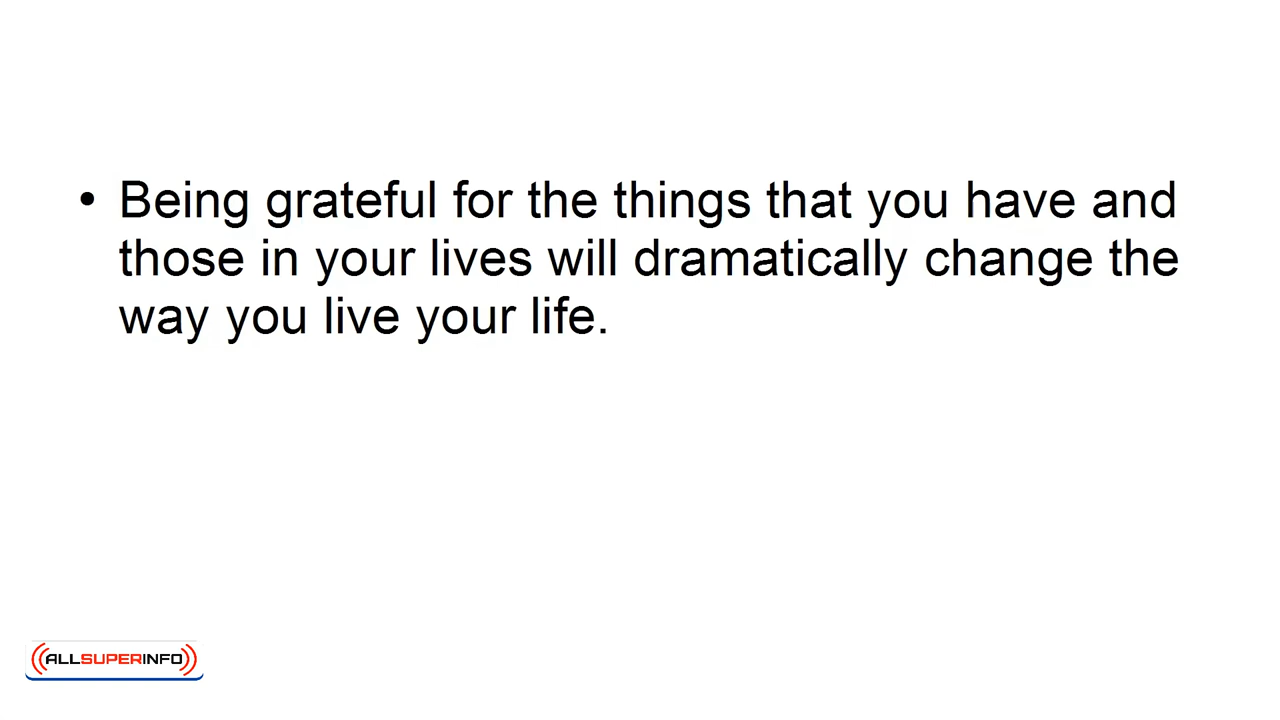 • Being grateful for the things that you have and
those in your lives will dramatically change the
way you live your life.
ALLSUPERINFO